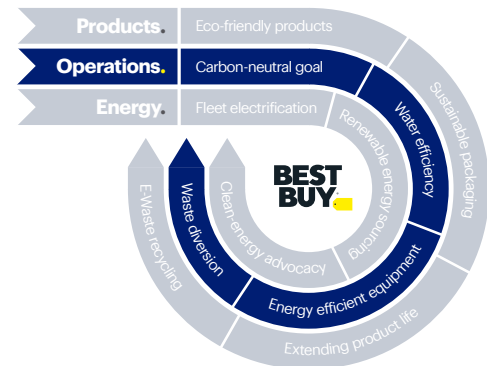 Products.
Eco-friendly products
Sustainable packaging
Extending product life
E-Waste recycling
Operations.
Carbon-neutral goal
Water efficiency
Energy efficient equipment
Waste diversion
Energy.
Fleet electrification
Renewable energy sourcing
Clean-energy advocacy
BEST
BUY